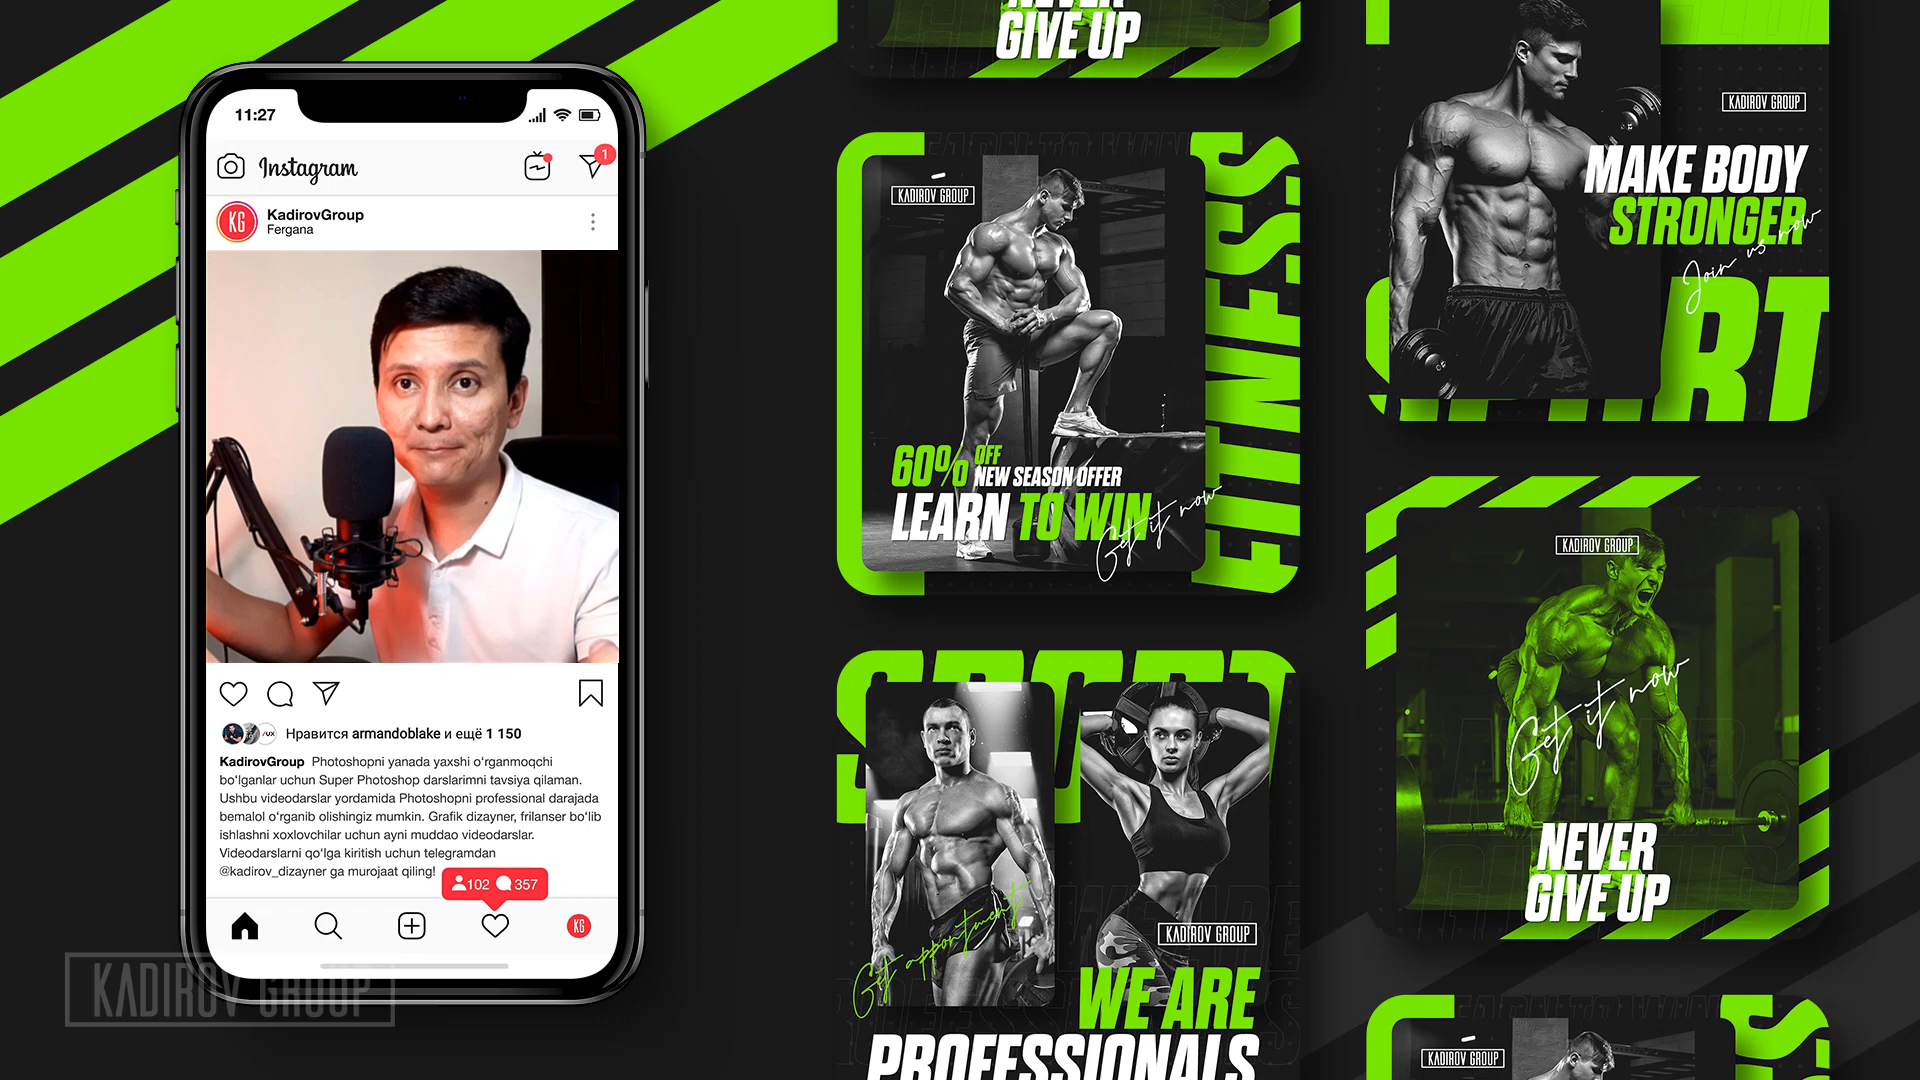 11:27
Instagram
1
KG
KadirovGroup
Fergana
Нравится armandoblake и ещё 1 150
KadirovGroup Photoshopni yanada yaxshi o‘rganmoqchi
bo‘lganlar uchun Super Photoshop darslarimni tavsiya qilaman.
Ushbu videodarslar yordamida Photoshopni professional darajada
bemalol o‘rganib olishingiz mumkin. Grafik dizayner, frilanser bo‘lib
ishlashni xoxlovchilar uchun ayni muddao videodarslar.
Videodarslarni qo‘lga kiritish uchun telegramdan
@kadirov_dizayner ga murojaat qiling!
102 357
KG
KADIROV GROUP
NEVER
GIVE UP
KADIROV GROUP
FITNESS
60% OFF
NEW SEASON OFFER
LEARN TO WIN
Get it now
SPORT
Get appointment
KADIROV GROUP
WE ARE
PROFESSIONALS
KADIROV GROUP
MAKE BODY
STRONGER
Join us now
SPORT
KADIROV GROUP
Get it now
NEVER
GIVE UP
KADIROV GROUP